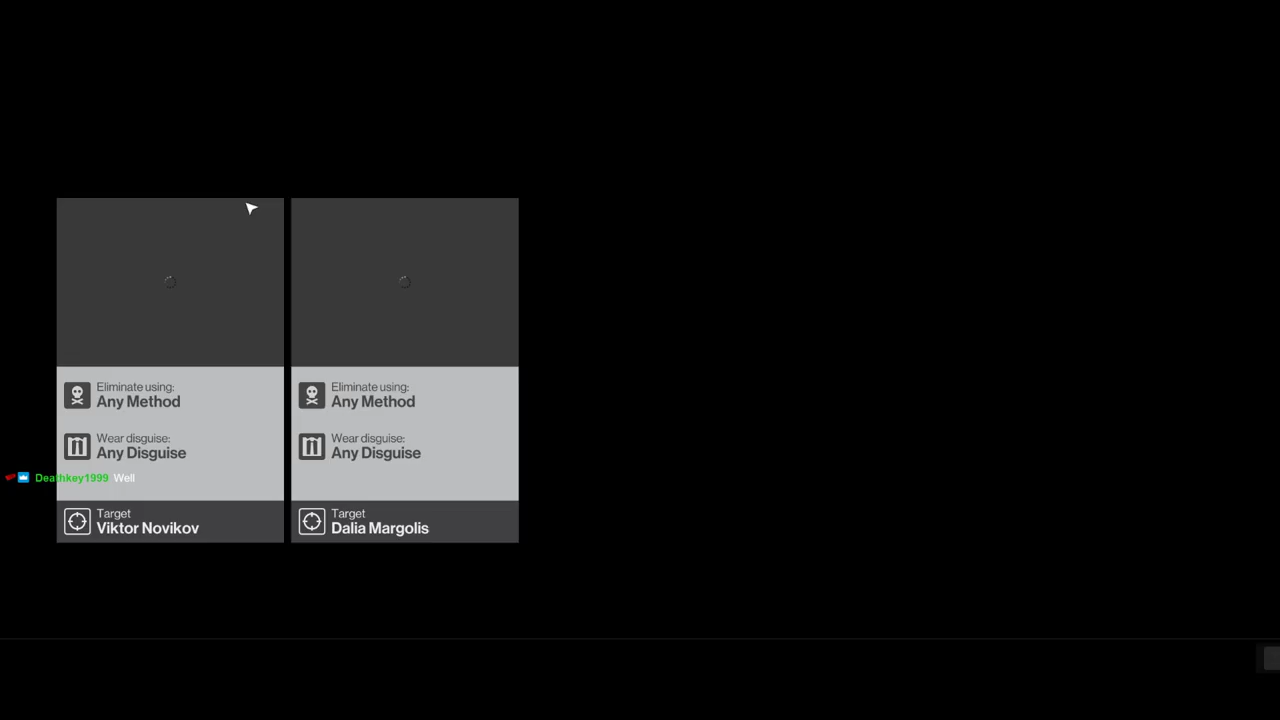 Eliminate using:
Any Method
Wear disguise:
Any Disguise
Deathkey1999 Well
Target
Viktor Novikov
Eliminate using:
Any Method
Wear disguise:
Any Disguise
Target
Dalia Margolis